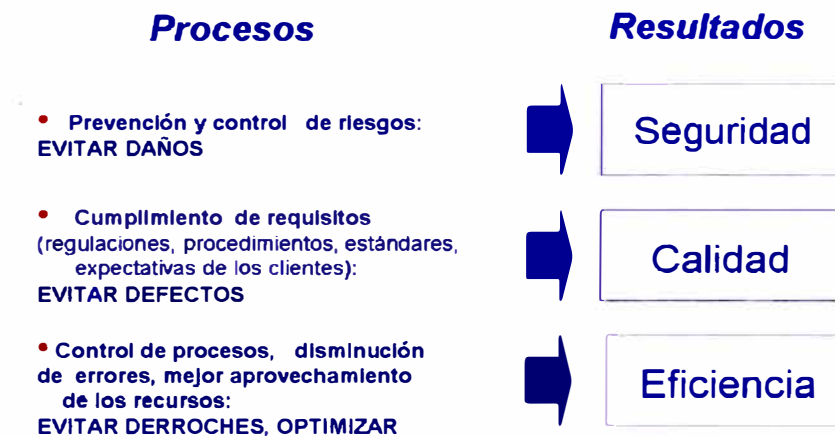 Procesos
Resultados
• Prevención y control de riesgos:
EVITAR DAÑOS
Seguridad
• Cumplimiento de requisitos
(regulaciones, procedimientos, estándares,
expectativas de los clientes):
EVITAR DEFECTOS
Calidad
• Control de procesos, disminución
de errores, mejor aprovechamiento
de los recursos:
EVITAR DERROCHES, OPTIMIZAR
Eficiencia